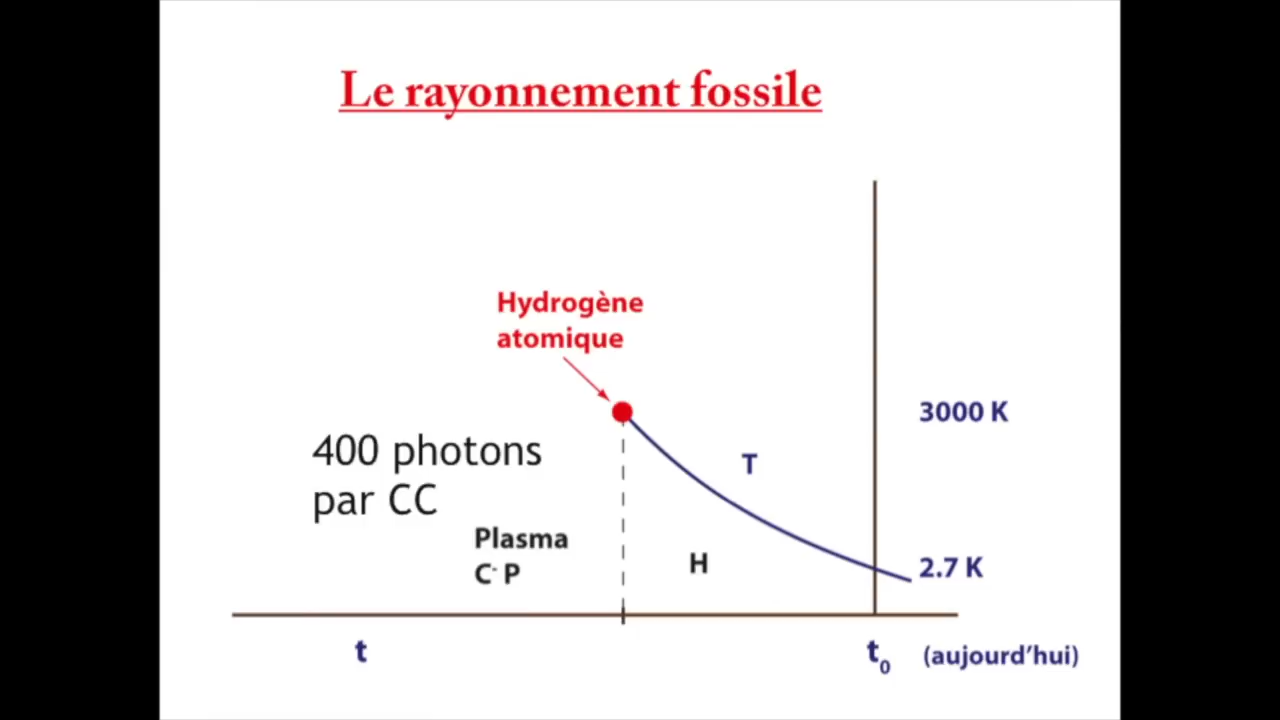 Le rayonnement fossile
Hydrogène
atomique
3000 K
400 photons
par CC
T
Plasma
C⁻ P
H
2.7 K
t
t₀ (aujourd'hui)